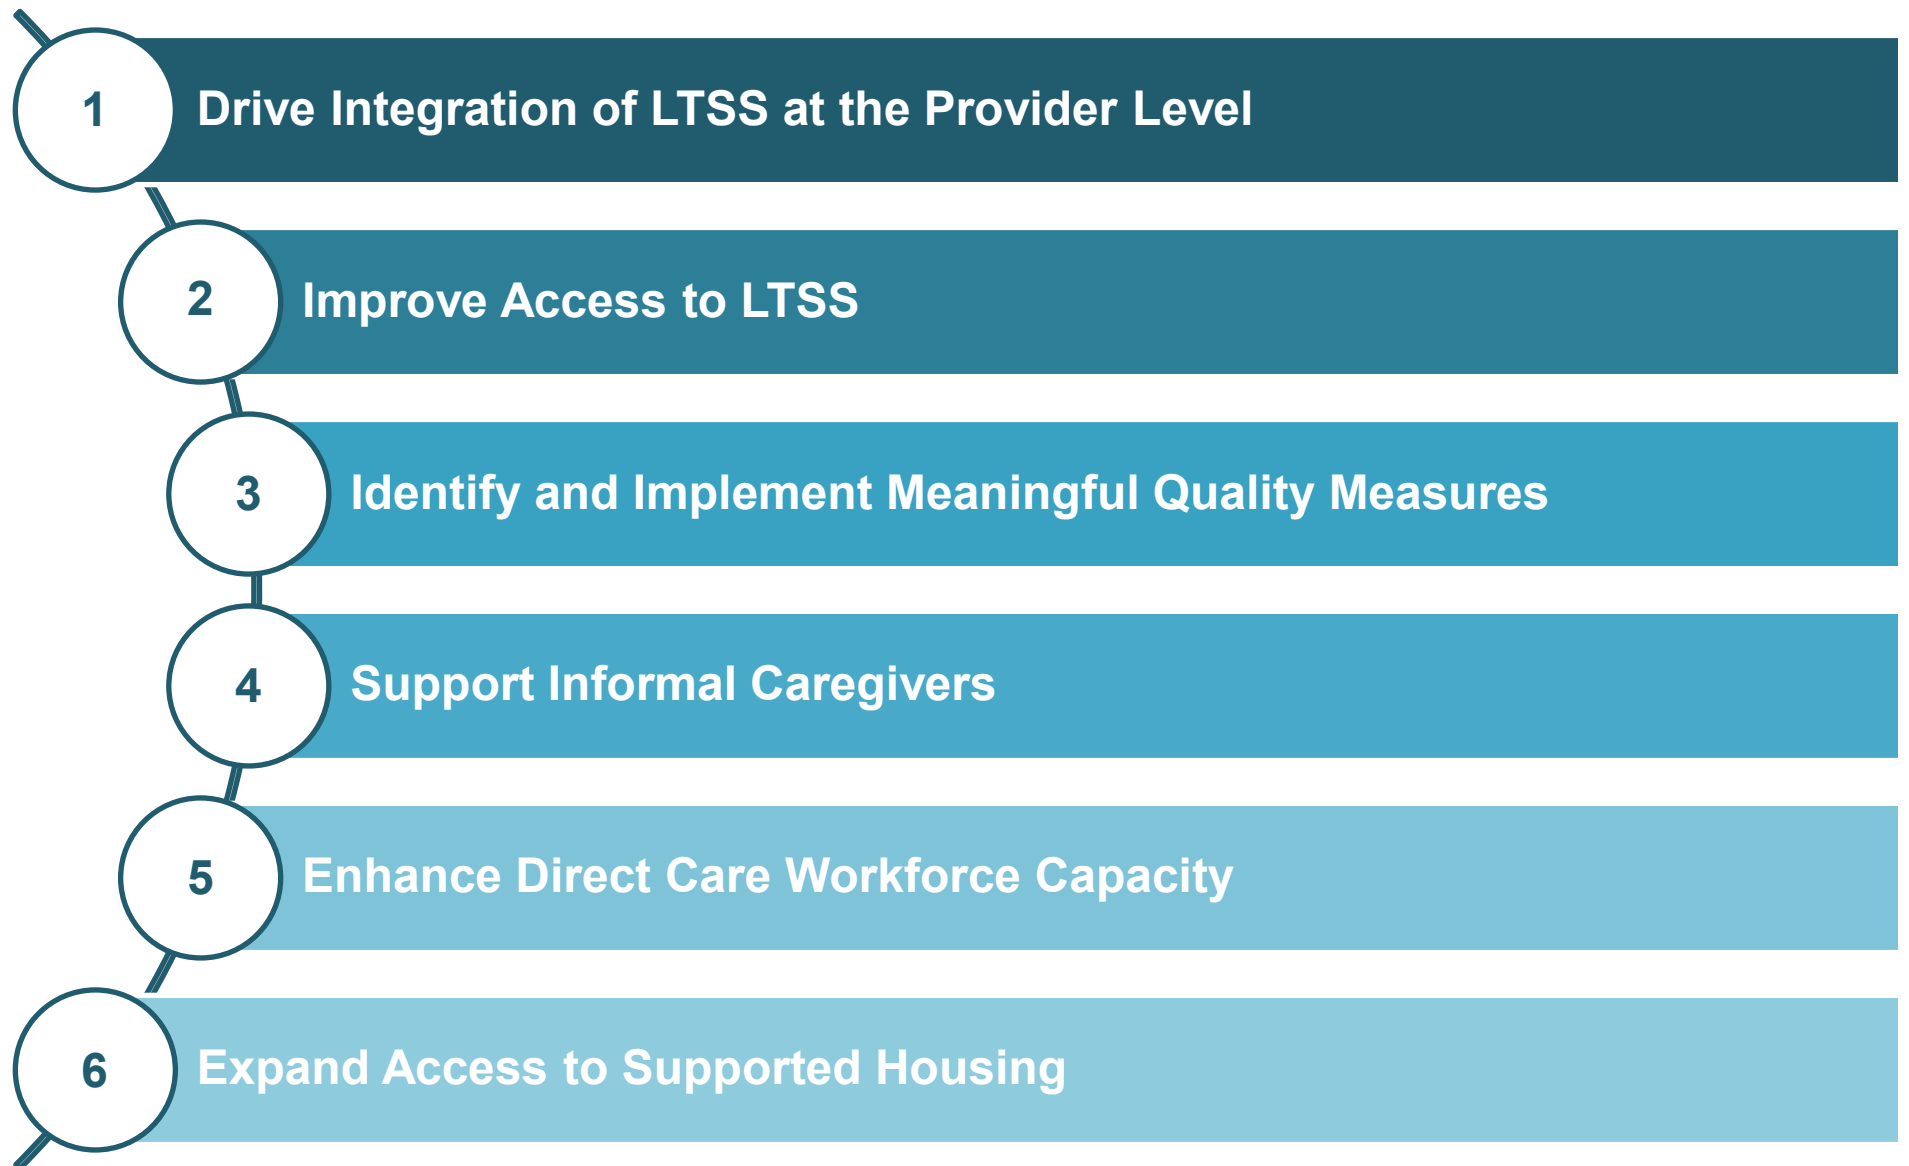 1
Drive Integration of LTSS at the Provider Level
2
Improve Access to LTSS
3
Identify and Implement Meaningful Quality Measures
4
Support Informal Caregivers
5
Enhance Direct Care Workforce Capacity
6
Expand Access to Supported Housing